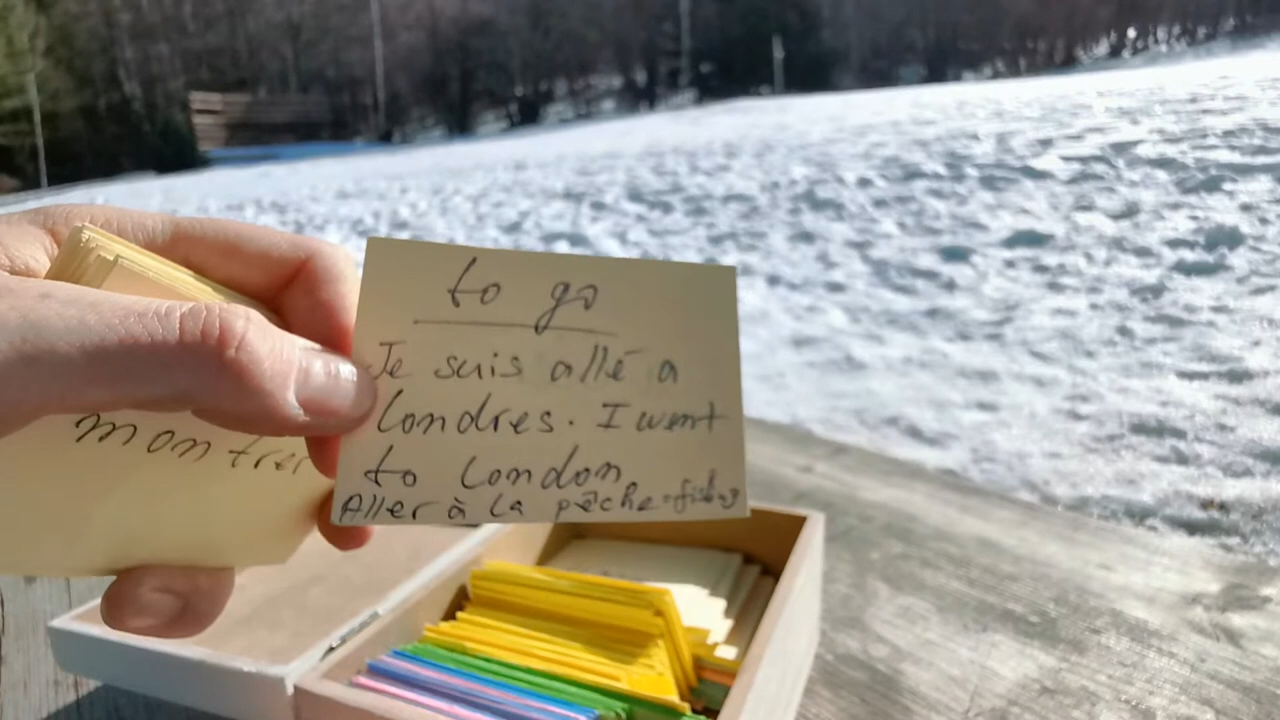 to go
Je suis allé a
Londres. I went
to London
Aller à la pêche = fishing
montrer